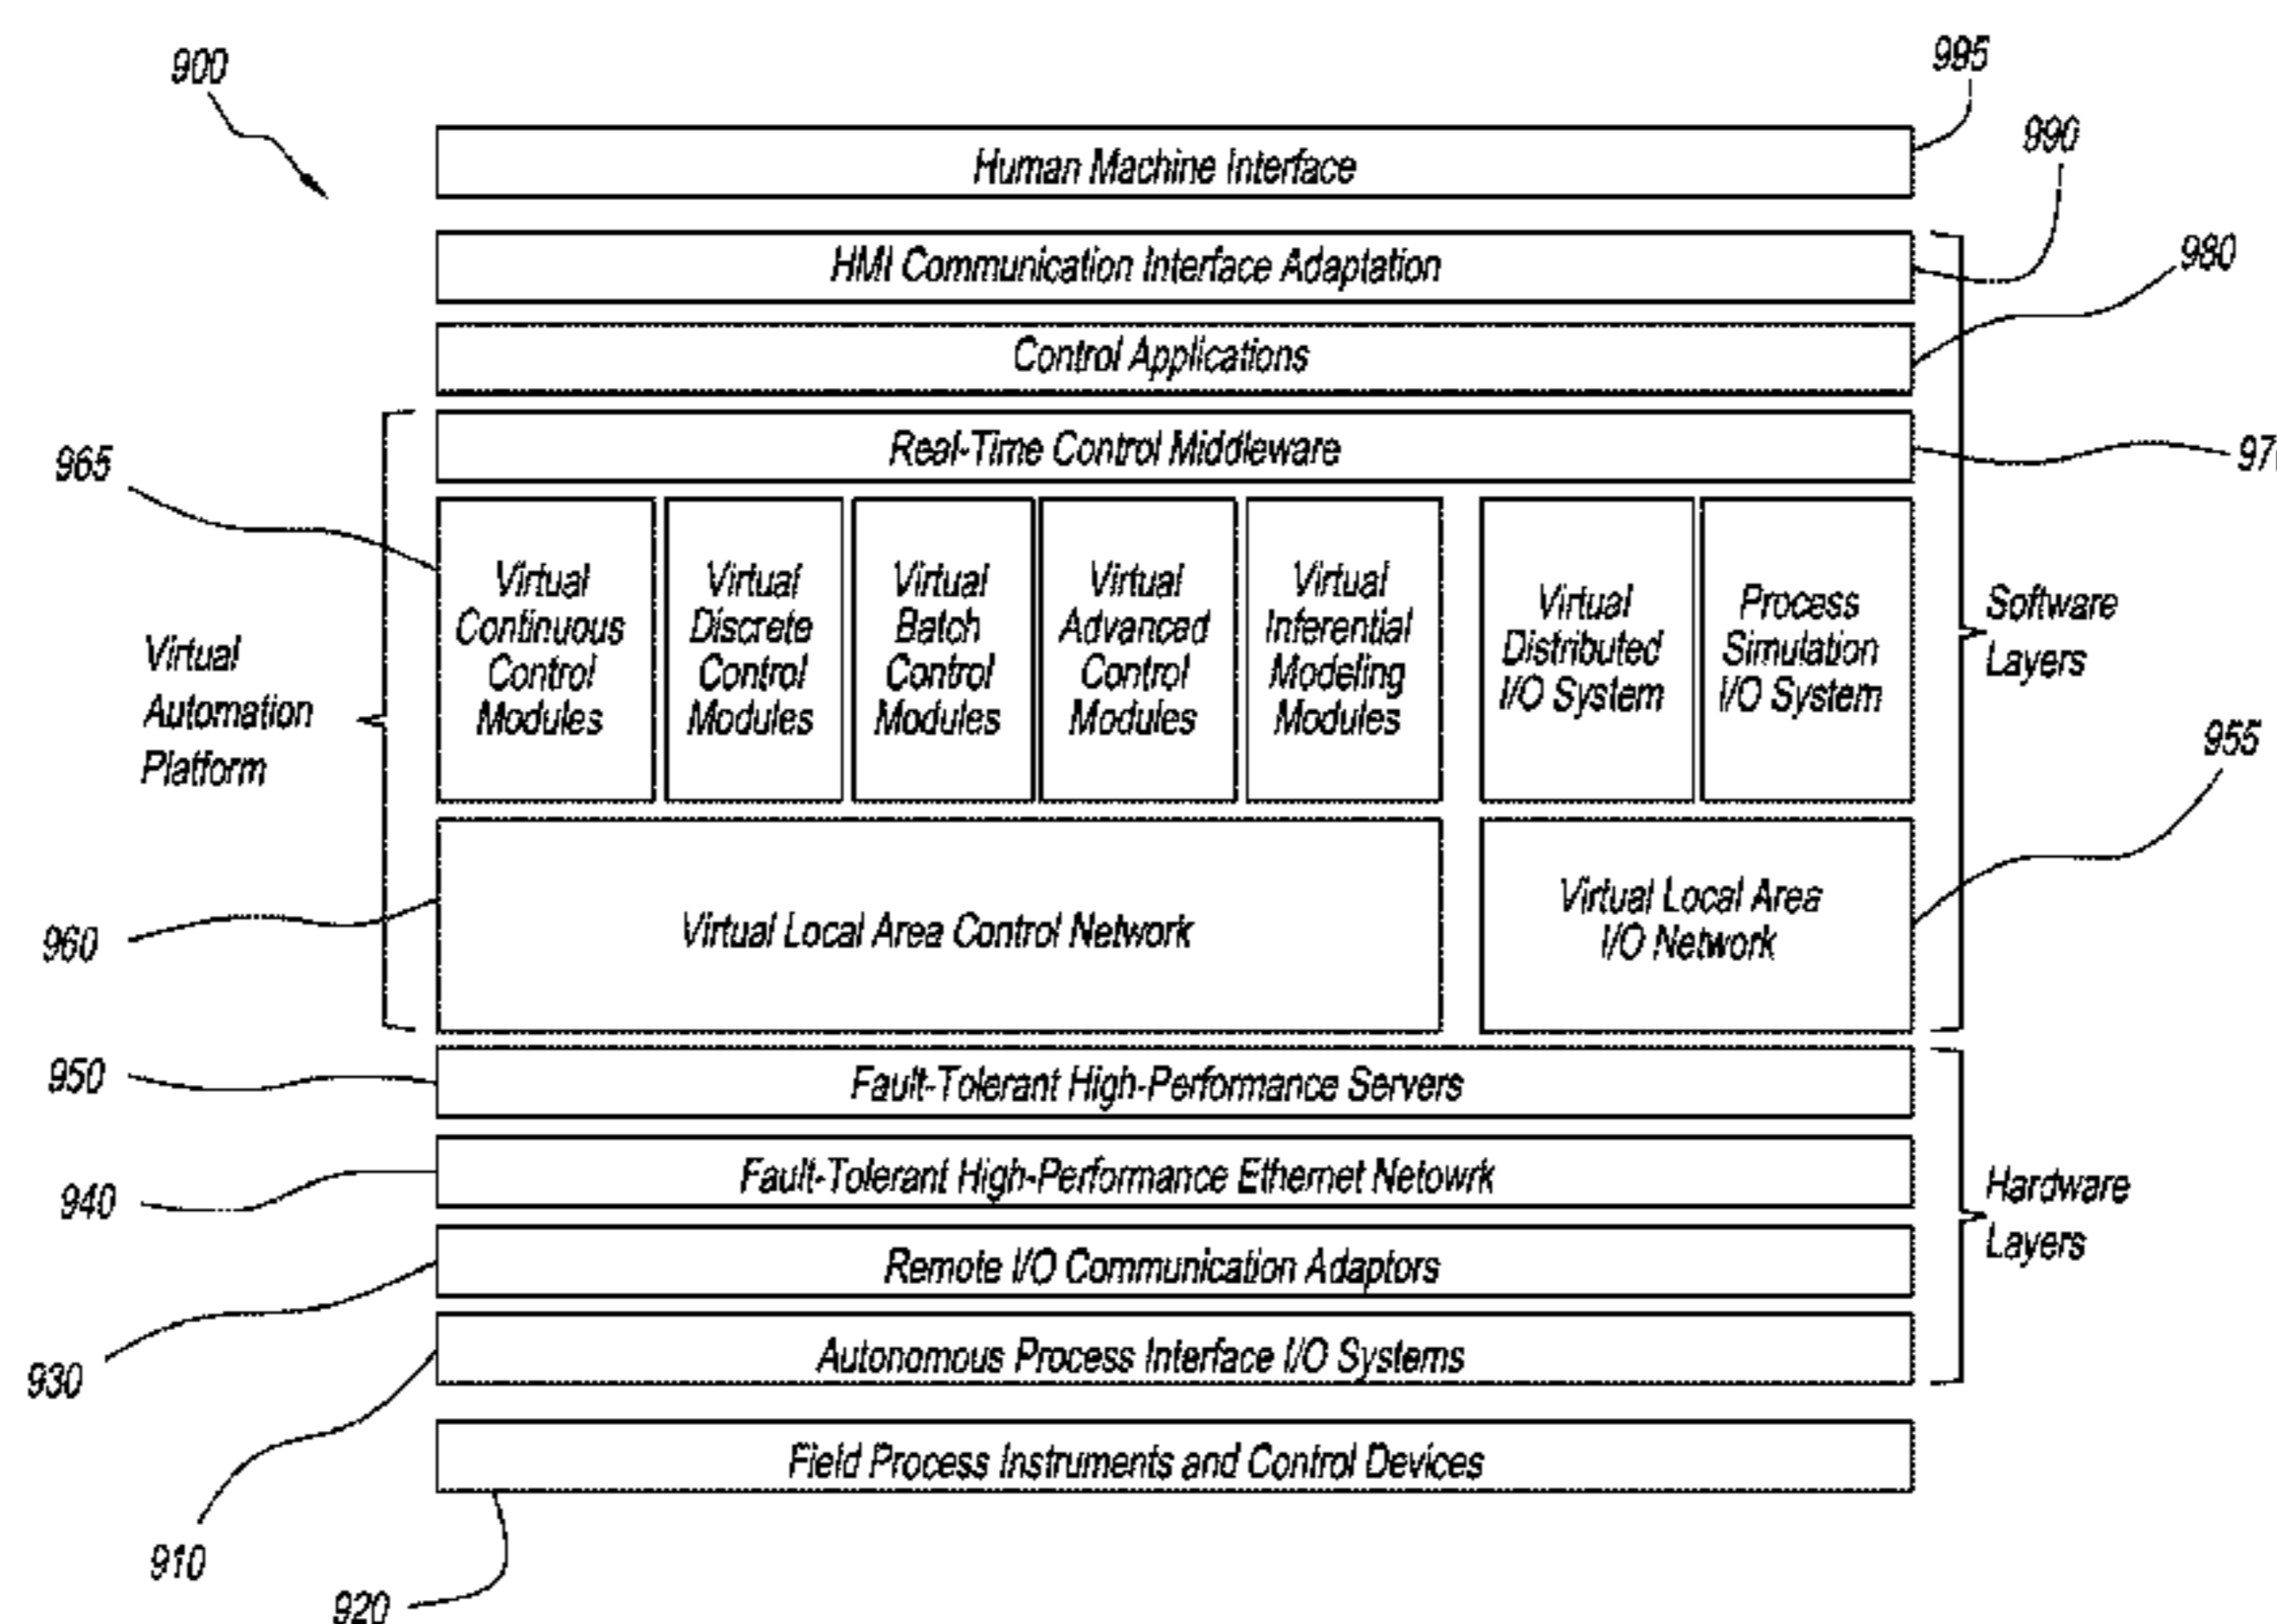 900
995
Human Machine Interface
990
HMI Communication Interface Adaptation
980
Control Applications
Real-Time Control Middleware
965
Virtual
Continuous
Control
Modules
Virtual
Discrete
Control
Modules
Virtual
Batch
Control
Modules
Virtual
Advanced
Control
Modules
Virtual
Inferential
Modeling
Modules
Virtual
Distributed
I/O System
Process
Simulation
I/O System
Software
Layers
Virtual
Automation
Platform
955
960
Virtual Local Area Control Network
Virtual Local Area
I/O Network
950
Fault-Tolerant High-Performance Servers
940
Fault-Tolerant High-Performance Ethernet Netowrk
Hardware
Layers
Remote I/O Communication Adaptors
930
Autonomous Process Interface I/O Systems
Field Process Instruments and Control Devices
910
920